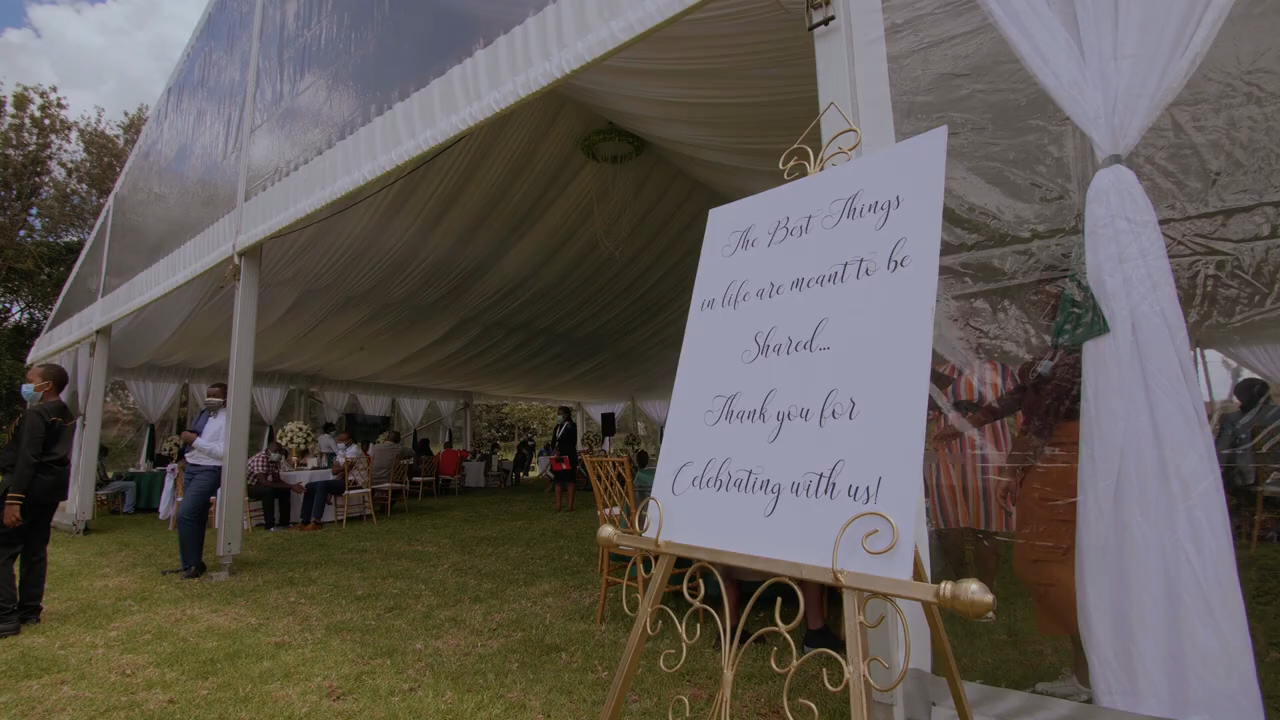 The Best Things
in life are meant to be
Shared...
Thank you for
Celebrating with us!